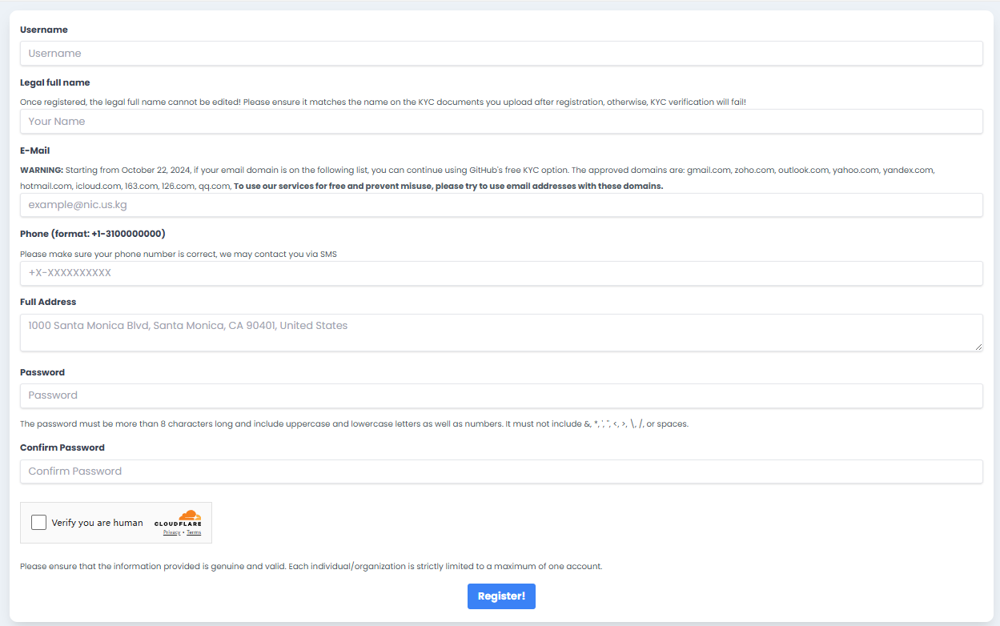 Username
Username
Legal full name
Once registered, the legal full name cannot be edited! Please ensure it matches the name on the KYC documents you upload after registration, otherwise, KYC verification will fail!
Your Name
E-Mail
WARNING: Starting from October 22, 2024, if your email domain is on the following list, you can continue using GitHub's free KYC option. The approved domains are: gmail.com, zoho.com, outlook.com, yahoo.com, yandex.com,
hotmail.com, icloud.com, 163.com, 126.com, qq.com, To use our services for free and prevent misuse, please try to use email addresses with these domains.
example@nic.us.kg
Phone (format: +1-3100000000)
Please make sure your phone number is correct, we may contact you via SMS
+X-XXXXXXXXXX
Full Address
1000 Santa Monica Blvd, Santa Monica, CA 90401, United States
Password
Password
The password must be more than 8 characters long and include uppercase and lowercase letters as well as numbers. It must not include &, *, ', ", <, >, \, /, or spaces.
Confirm Password
Confirm Password
Verify you are human
CLOUDFLARE
Privacy • Terms
Please ensure that the information provided is genuine and valid. Each individual/organization is strictly limited to a maximum of one account.
Register!